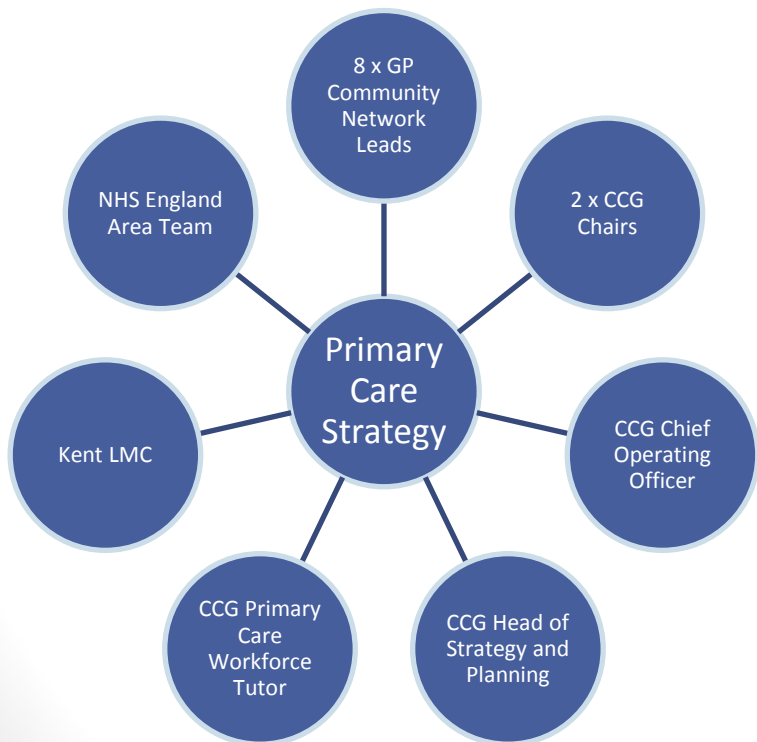 8 x GP
Community
Network
Leads
NHS England
Area Team
2 x CCG
Chairs
Primary
Care
Strategy
Kent LMC
CCG Chief
Operating
Officer
CCG Primary
Care
Workforce
Tutor
CCG Head of
Strategy and
Planning